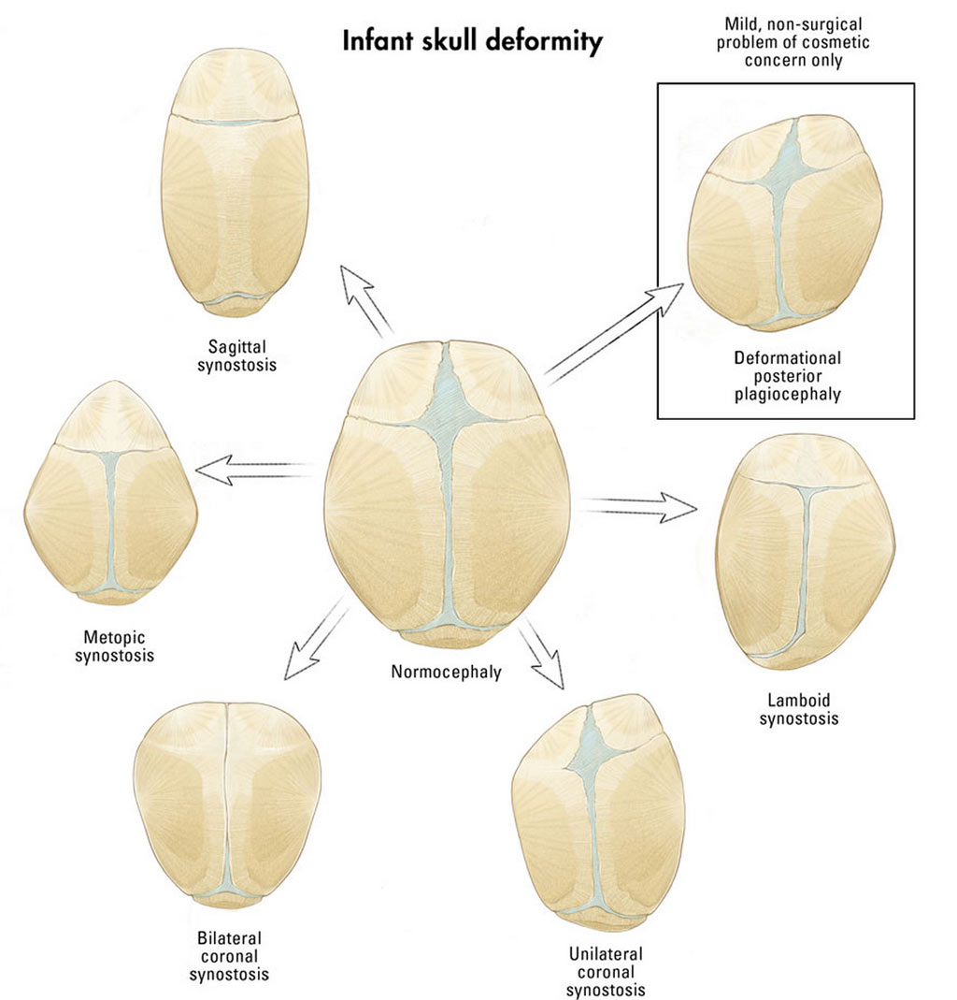 Infant skull deformity
Mild, non-surgical
problem of cosmetic
concern only
Sagittal
synostosis
Deformational
posterior
plagiocephaly
Metopic
synostosis
Normocephaly
Lamboid
synostosis
Bilateral
coronal
synostosis
Unilateral
coronal
synostosis